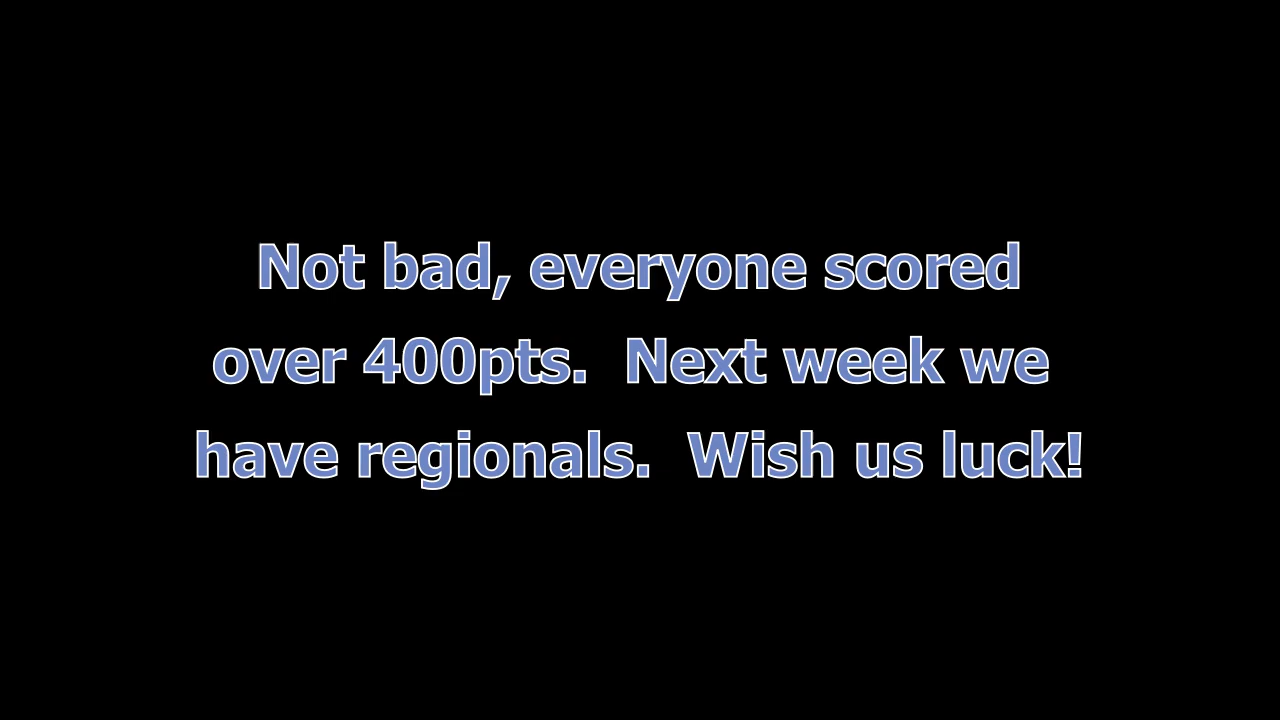 Not bad, everyone scored
over 400pts.  Next week we
have regionals.  Wish us luck!